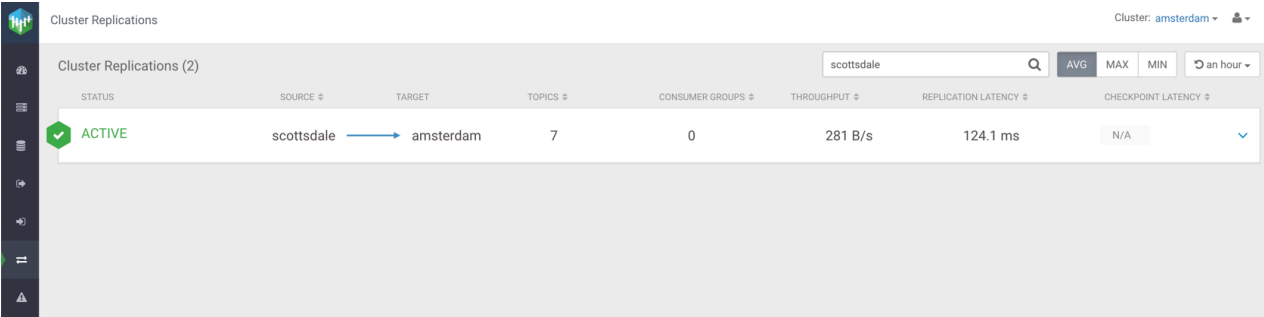 Cluster Replications
Cluster: amsterdam
Cluster Replications (2)
scottsdale
AVG MAX MIN
an hour
STATUS SOURCE TARGET TOPICS CONSUMER GROUPS THROUGHPUT REPLICATION LATENCY CHECKPOINT LATENCY
ACTIVE scottsdale amsterdam 7 0 281 B/s 124.1 ms N/A